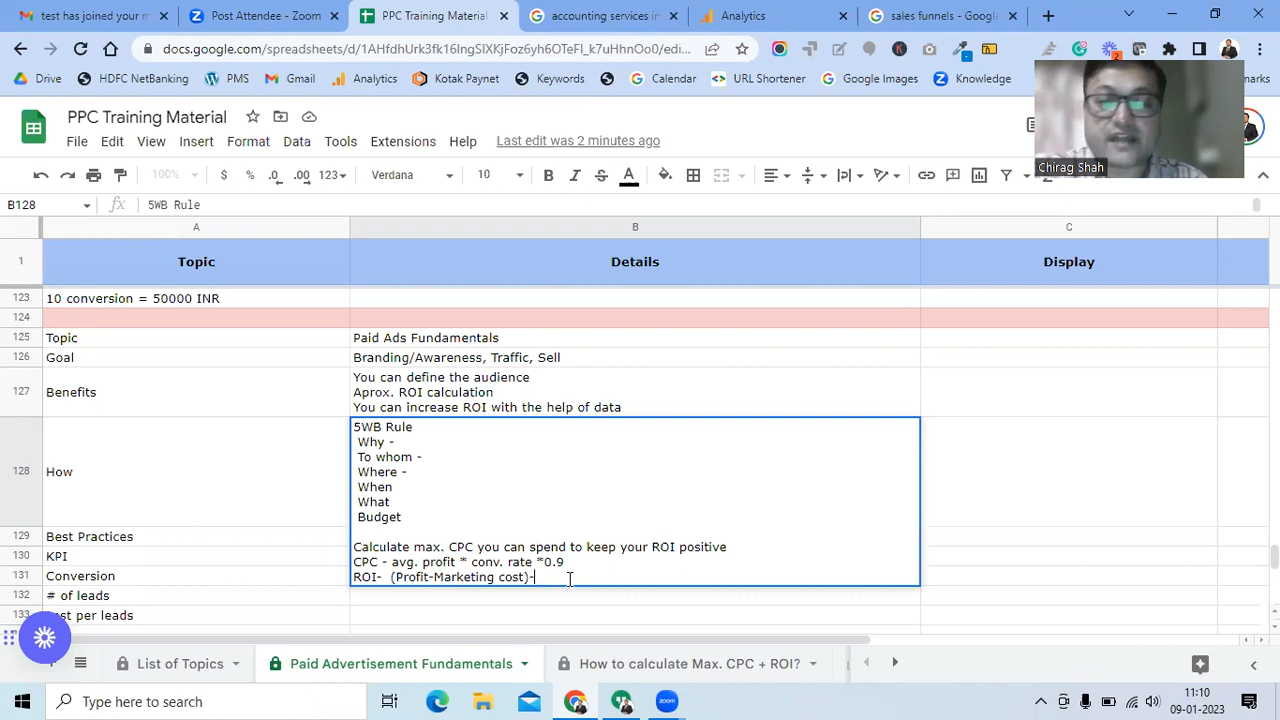 test has joined your m
Post Attendee - Zoom
PPC Training Material
accounting services in
Analytics
sales funnels - Google
docs.google.com/spreadsheets/d/1AHfdhUrk3fk16lngSlXKjFoz6yh6OTeFI_k7uHhnOo0/edi...
Drive
HDFC NetBanking
PMS
Gmail
Analytics
Kotak Paynet
Keywords
Calendar
URL Shortener
Google Images
Knowledge
PPC Training Material
File Edit View Insert Format Data Tools Extensions Help Last edit was 2 minutes ago
100% $ % .0 .00 123 Verdana 10 B I S A
Chirag Shah
B128 fx 5WB Rule
A B C
1 Topic Details Display
123 10 conversion = 50000 INR
124
125 Topic Paid Ads Fundamentals
126 Goal Branding/Awareness, Traffic, Sell
127 Benefits You can define the audience
Aprox. ROI calculation
You can increase ROI with the help of data
128 How 5WB Rule
Why -
To whom -
Where -
When
What
Budget
Calculate max. CPC you can spend to keep your ROI positive
CPC - avg. profit * conv. rate *0.9
ROI- (Profit-Marketing cost)-
129 Best Practices
130 KPI
131 Conversion
132 # of leads
133 st per leads
List of Topics
Paid Advertisement Fundamentals
How to calculate Max. CPC + ROI?
Type here to search
11:10
09-01-2023